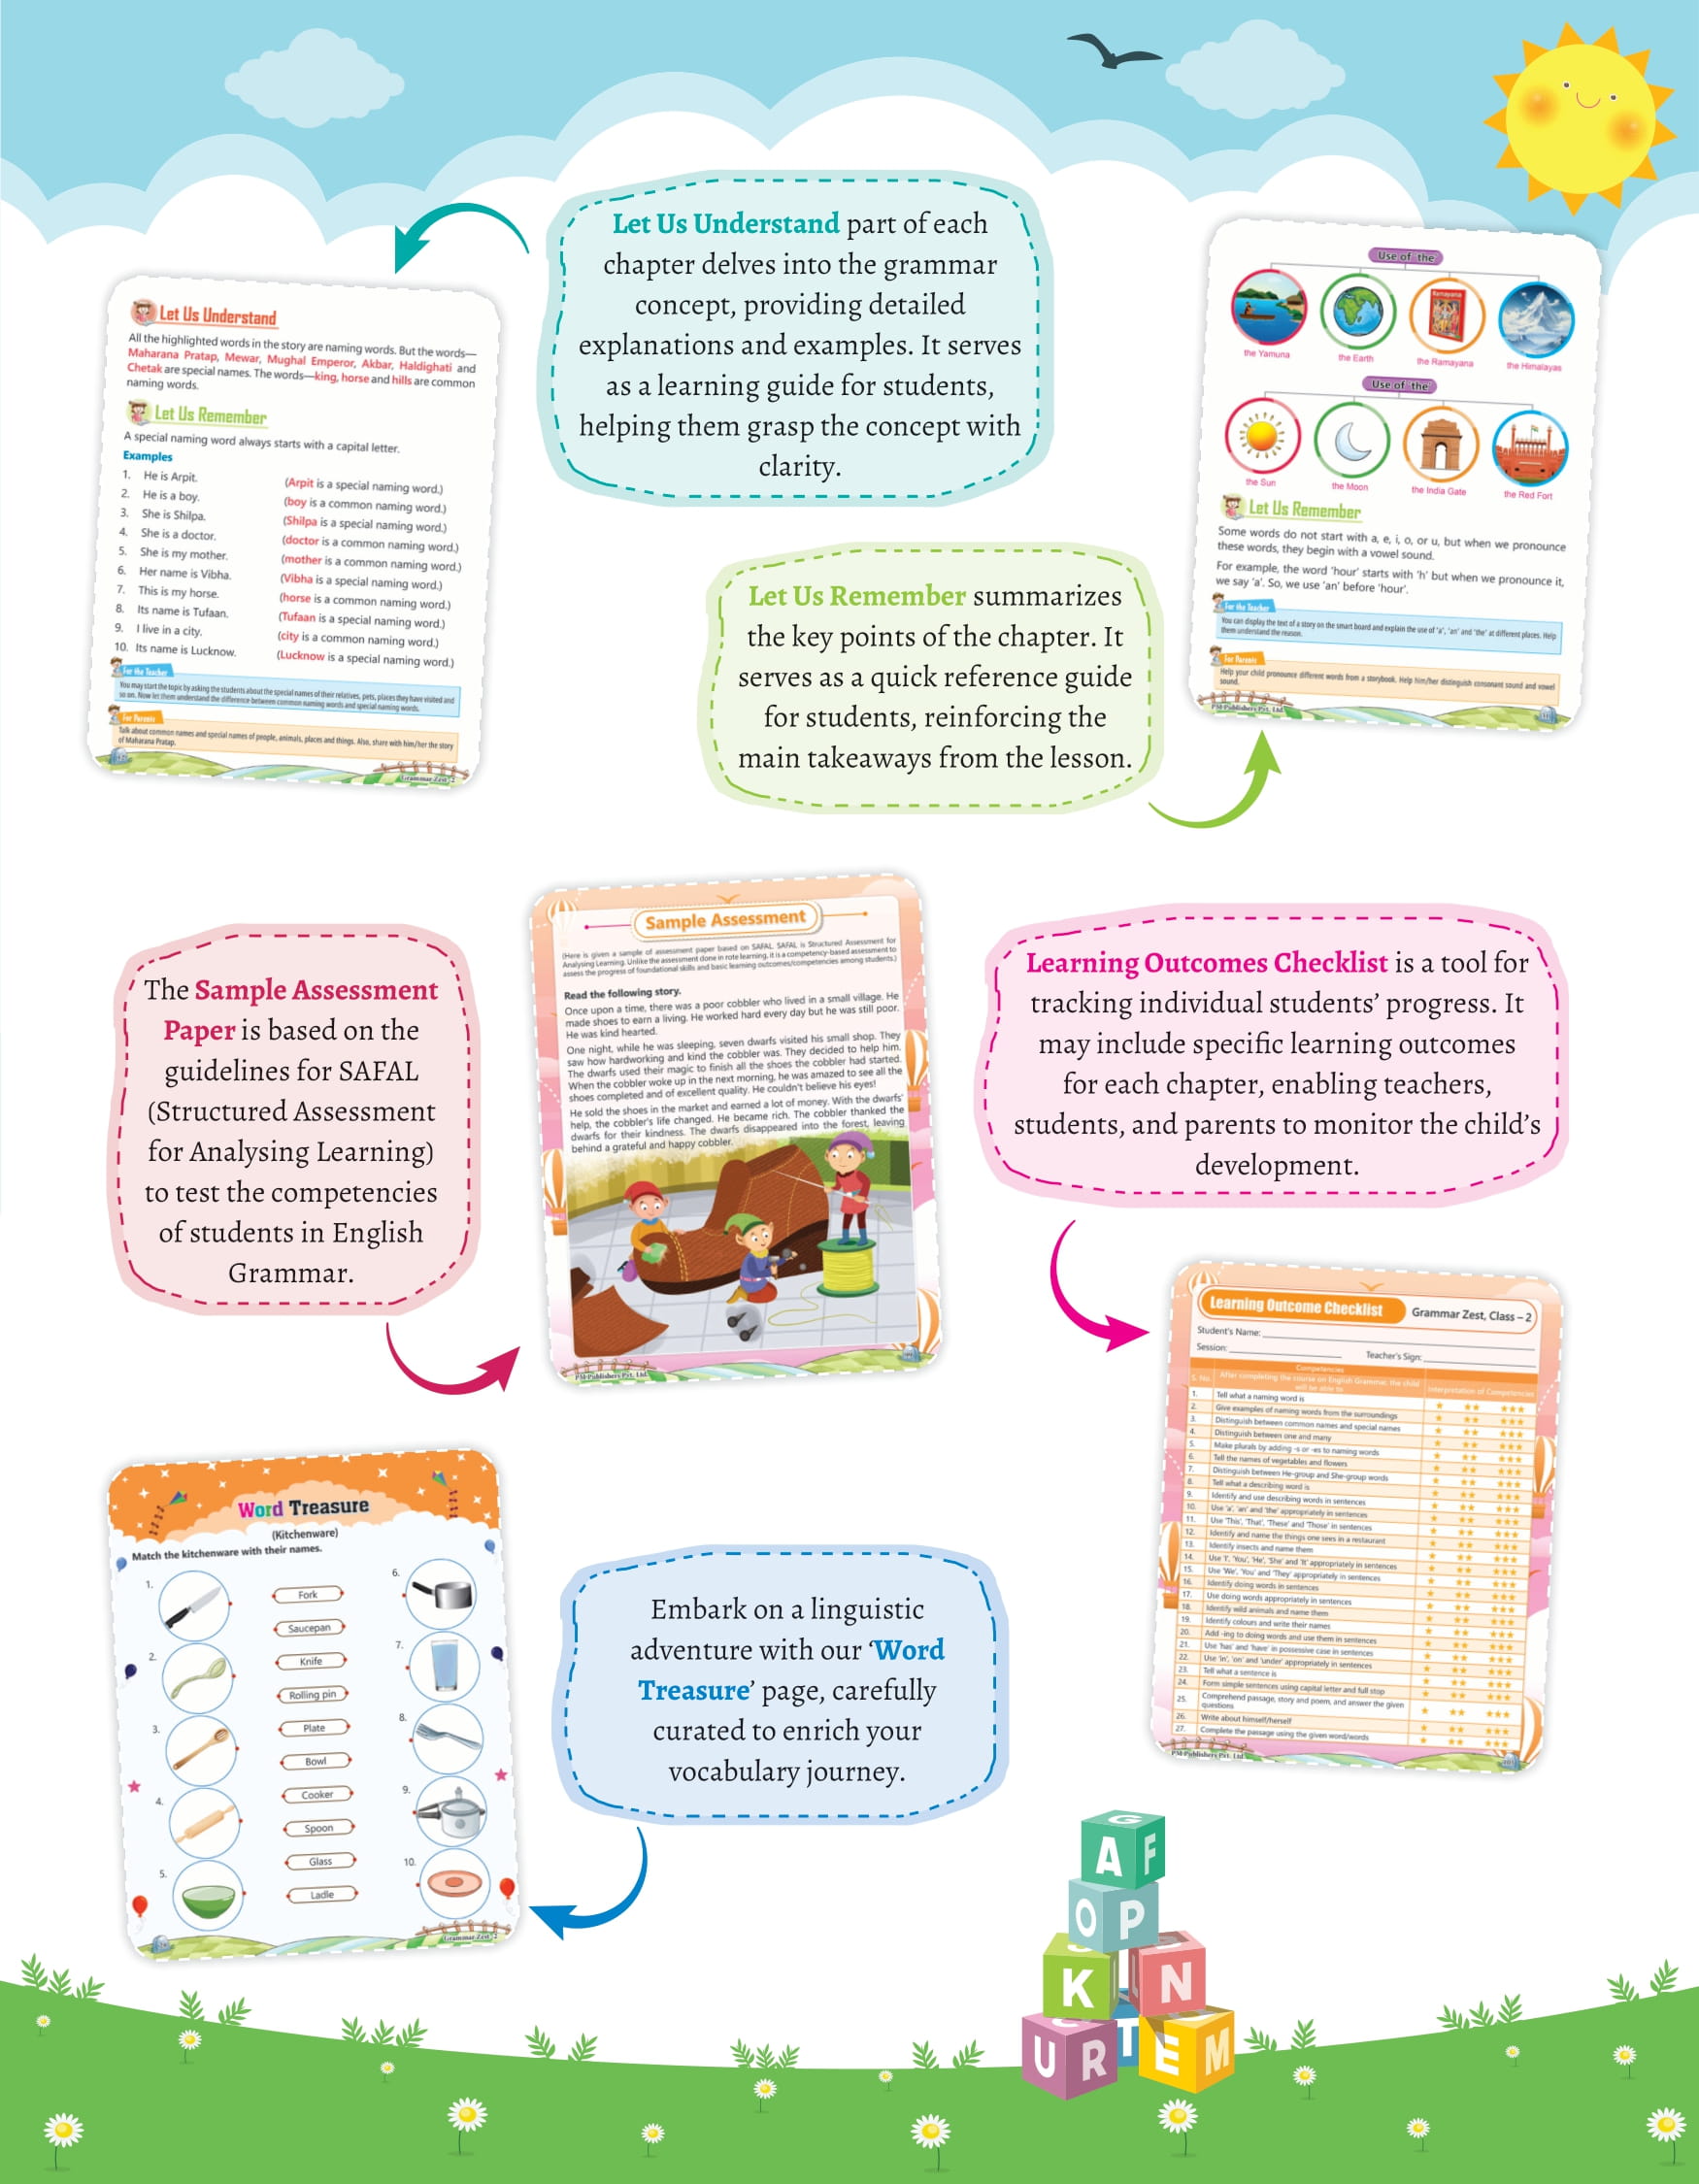 Let Us Understand part of each
chapter delves into the grammar
concept, providing detailed
explanations and examples. It serves
as a learning guide for students,
helping them grasp the concept with
clarity.
Let Us Understand
All the highlighted words in the story are naming words. But the words—
Maharana Pratap, Mewar, Mughal Emperor, Akbar, Haldighati and
Chetak are special names. The words—king, horse and hills are common
naming words.
Let Us Remember
A special naming word always starts with a capital letter.
Examples
1. He is Arpit. (Arpit is a special naming word.)
2. He is a boy. (boy is a common naming word.)
3. She is Shilpa. (Shilpa is a special naming word.)
4. She is a doctor. (doctor is a common naming word.)
5. She is my mother. (mother is a common naming word.)
6. Her name is Vibha. (Vibha is a special naming word.)
7. This is my horse. (horse is a common naming word.)
8. Its name is Tufaan. (Tufaan is a special naming word.)
9. I live in a city. (city is a common naming word.)
10. Its name is Lucknow. (Lucknow is a special naming word.)
For the Teacher
You may start the topic by asking the students about the special names of their relatives, pets, places they have visited and
so on. Now let them understand the difference between common naming words and special naming words.
For Parents
Talk about common names and special names of people, animals, places and things. Also, share with him/her the story
of Maharana Pratap.
Grammar Zest-2
Use of 'the'
the Yamuna the Earth the Ramayana the Himalayas
Ramayana
Use of 'the'
the Sun the Moon the India Gate the Red Fort
Let Us Remember
Some words do not start with a, e, i, o, or u, but when we pronounce
these words, they begin with a vowel sound.
For example, the word 'hour' starts with 'h' but when we pronounce it,
we say 'a'. So, we use 'an' before 'hour'.
For the Teacher
You can display the text of a story on the smart board and explain the use of 'a', 'an' and 'the' at different places. Help
them understand the reason.
For Parents
Help your child pronounce different words from a storybook. Help him/her distinguish consonant sound and vowel
sound.
PM Publishers Pvt. Ltd.
Let Us Remember summarizes
the key points of the chapter. It
serves as a quick reference guide
for students, reinforcing the
main takeaways from the lesson.
The Sample Assessment
Paper is based on the
guidelines for SAFAL
(Structured Assessment
for Analysing Learning)
to test the competencies
of students in English
Grammar.
Sample Assessment
(Here is given a sample of assessment paper based on SAFAL. SAFAL is Structured Assessment for
Analysing Learning. Unlike the assessment done in rote learning, it is a competency-based assessment to
assess the progress of foundational skills and basic learning outcomes/competencies among students.)
Read the following story.
Once upon a time, there was a poor cobbler who lived in a small village. He
made shoes to earn a living. He worked hard every day but he was still poor.
He was kind hearted.
One night, while he was sleeping, seven dwarfs visited his small shop. They
saw how hardworking and kind the cobbler was. They decided to help him.
The dwarfs used their magic to finish all the shoes the cobbler had started.
When the cobbler woke up in the next morning, he was amazed to see all the
shoes completed and of excellent quality. He couldn't believe his eyes!
He sold the shoes in the market and earned a lot of money. With the dwarfs'
help, the cobbler's life changed. He became rich. The cobbler thanked the
dwarfs for their kindness. The dwarfs disappeared into the forest, leaving
behind a grateful and happy cobbler.
PM Publishers Pvt. Ltd.
Learning Outcomes Checklist is a tool for
tracking individual students' progress. It
may include specific learning outcomes
for each chapter, enabling teachers,
students, and parents to monitor the child's
development.
Learning Outcome Checklist Grammar Zest, Class – 2
Student's Name:
Session: Teacher's Sign:
S. No. Competencies
After completing the course on English Grammar, the child
will be able to
Interpretation of Competencies
1. Tell what a naming word is
2. Give examples of naming words from the surroundings
3. Distinguish between common names and special names
4. Distinguish between one and many
5. Make plurals by adding -s or -es to naming words
6. Tell the names of vegetables and flowers
7. Distinguish between He-group and She-group words
8. Tell what a describing word is
9. Identify and use describing words in sentences
10. Use 'a', 'an' and 'the' appropriately in sentences
11. Use 'This', 'That', 'These' and 'Those' in sentences
12. Identify and name the things one sees in a restaurant
13. Identify insects and name them
14. Use 'I', 'You', 'He', 'She' and 'It' appropriately in sentences
15. Use 'We', 'You' and 'They' appropriately in sentences
16. Identify doing words in sentences
17. Use doing words appropriately in sentences
18. Identify wild animals and name them
19. Identify colours and write their names
20. Add -ing to doing words and use them in sentences
21. Use 'has' and 'have' in possessive case in sentences
22. Use 'in', 'on' and 'under' appropriately in sentences
23. Tell what a sentence is
24. Form simple sentences using capital letter and full stop
25. Comprehend passage, story and poem, and answer the given
questions
26. Write about himself/herself
27. Complete the passage using the given word/words
PM Publishers Pvt. Ltd.
Word Treasure
(Kitchenware)
Match the kitchenware with their names.
1. Fork 6.
Saucepan
2. Knife 7.
Rolling pin
3. Plate 8.
Bowl
4. Cooker 9.
Spoon
5. Glass 10.
Ladle
Grammar Zest-2
Embark on a linguistic
adventure with our 'Word
Treasure' page, carefully
curated to enrich your
vocabulary journey.
G
A F
O P
K N
U R T E M